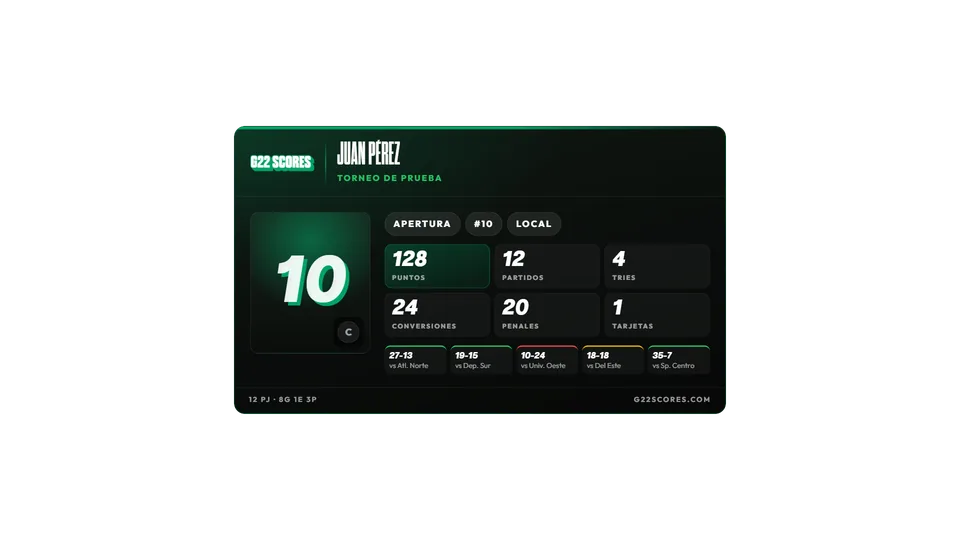 G22 SCORES
JUAN PÉREZ
TORNEO DE PRUEBA
10
C
APERTURA #10 LOCAL
128 12 4
PUNTOS PARTIDOS TRIES
24 20 1
CONVERSIONES PENALES TARJETAS
27-13 19-15 10-24 18-18 35-7
vs Atl. Norte vs Dep. Sur vs Univ. Oeste vs Del Este vs Sp. Centro
12 PJ · 8G 1E 3P
G22SCORES.COM